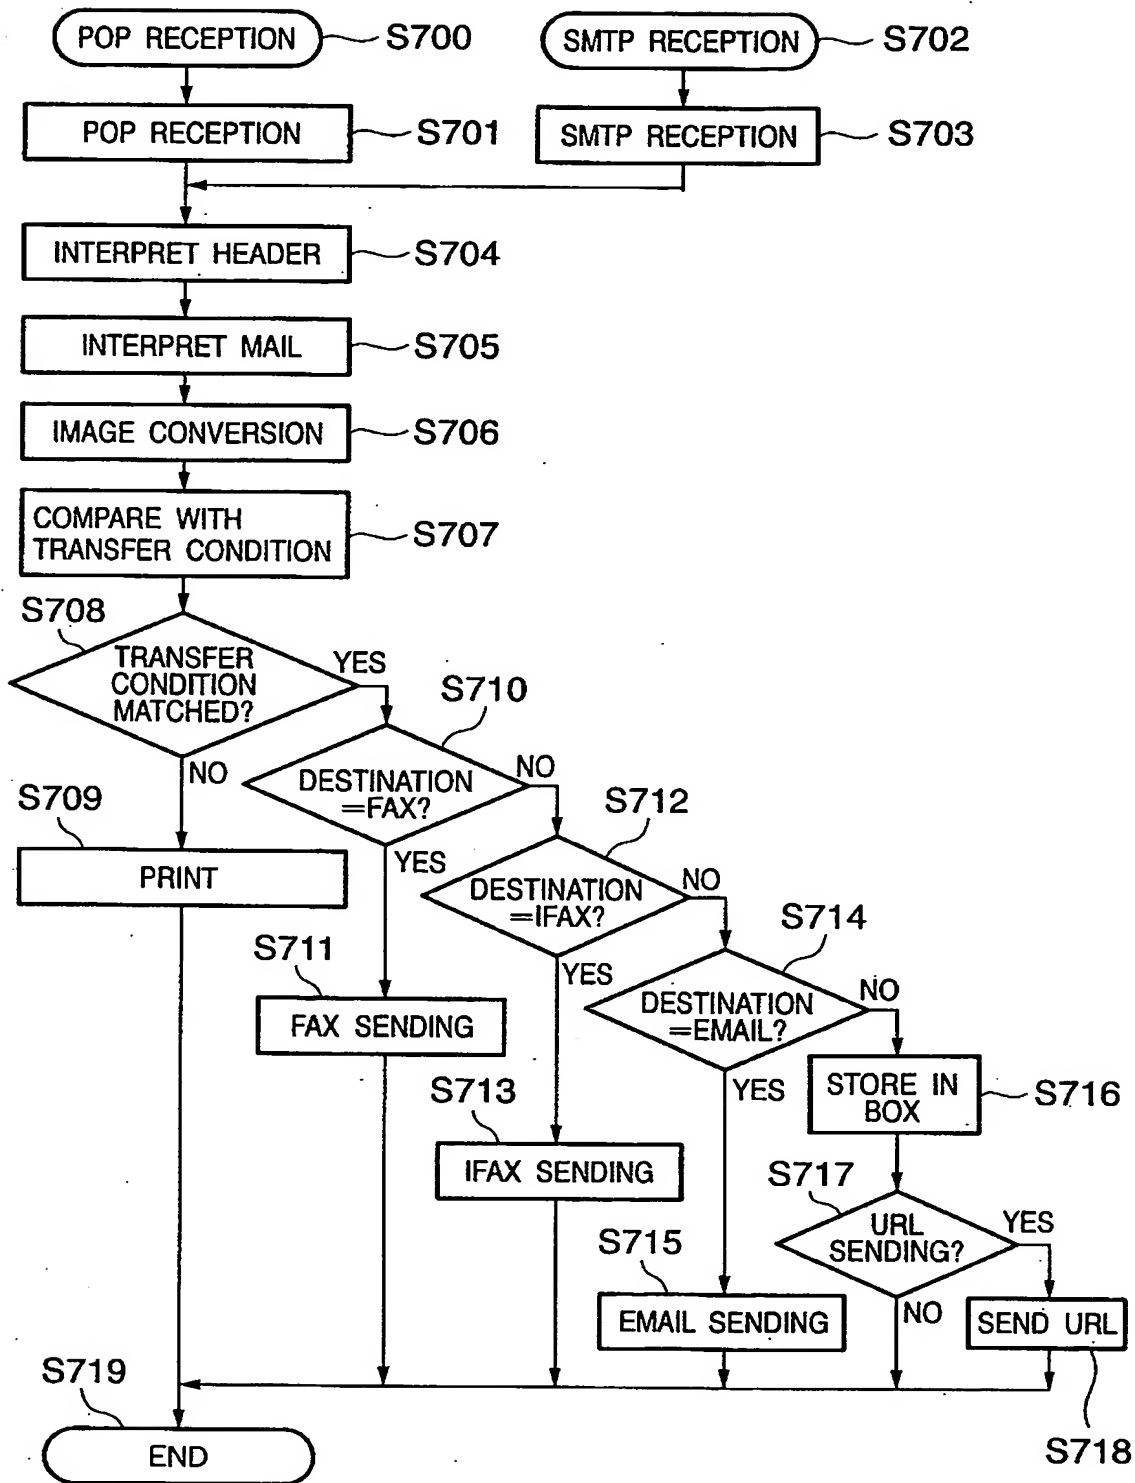 POP RECEPTION
S700
SMTP RECEPTION
S702
POP RECEPTION
S701
SMTP RECEPTION
S703
INTERPRET HEADER
S704
INTERPRET MAIL
S705
IMAGE CONVERSION
S706
COMPARE WITH
TRANSFER CONDITION
S707
S708
TRANSFER
CONDITION
MATCHED?
YES
NO
S709
PRINT
S710
DESTINATION
=FAX?
NO
YES
S711
FAX SENDING
S712
DESTINATION
=IFAX?
NO
YES
S713
IFAX SENDING
S714
DESTINATION
=EMAIL?
NO
YES
S715
EMAIL SENDING
STORE IN
BOX
S716
S717
URL
SENDING?
YES
NO
SEND URL
S718
S719
END